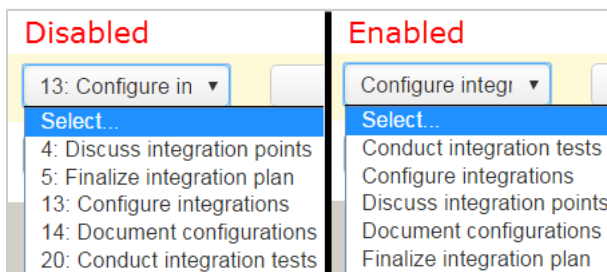 Disabled
13: Configure in
Select...
4: Discuss integration points
5: Finalize integration plan
13: Configure integrations
14: Document configurations
20: Conduct integration tests
Enabled
Configure integr
Select...
Conduct integration tests
Configure integrations
Discuss integration points
Document configurations
Finalize integration plan